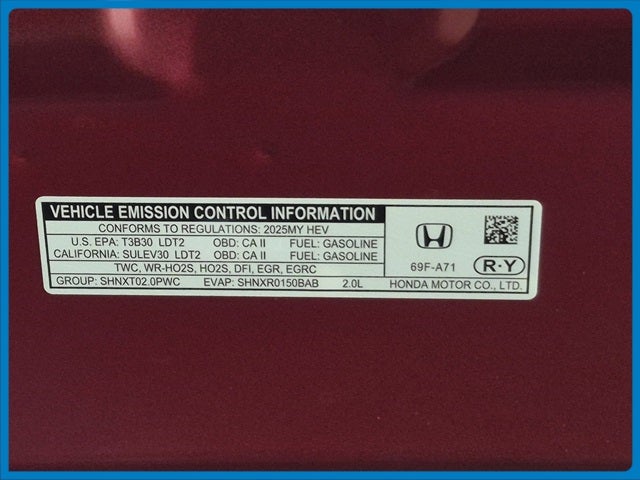 VEHICLE EMISSION CONTROL INFORMATION
CONFORMS TO REGULATIONS: 2025MY HEV
U.S. EPA: T3B30 LDT2 OBD: CA II FUEL: GASOLINE
CALIFORNIA: SULEV30 LDT2 OBD: CA II FUEL: GASOLINE
TWC, WR-HO2S, HO2S, DFI, EGR, EGRC
GROUP: SHNXT02.0PWC EVAP: SHNXR0150BAB 2.0L
69F-A71
R-Y
HONDA MOTOR CO., LTD.